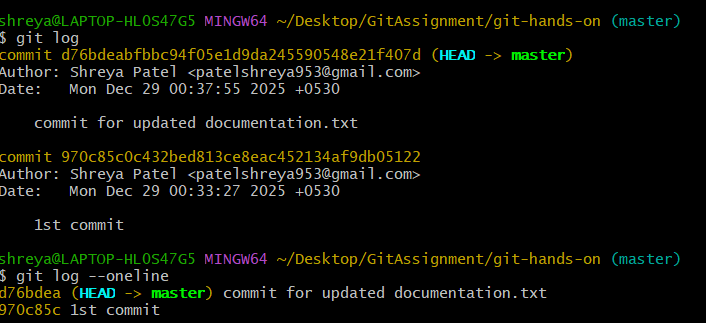 shreya@LAPTOP-HL0S47G5 MINGW64 ~/Desktop/GitAssignment/git-hands-on (master)
$ git log
commit d76bdeabfbbc94f05e1d9da245590548e21f407d (HEAD -> master)
Author: Shreya Patel <patelshreya953@gmail.com>
Date:   Mon Dec 29 00:37:55 2025 +0530
    commit for updated documentation.txt
commit 970c85c0c432bed813ce8eac452134af9db05122
Author: Shreya Patel <patelshreya953@gmail.com>
Date:   Mon Dec 29 00:33:27 2025 +0530
    1st commit
shreya@LAPTOP-HL0S47G5 MINGW64 ~/Desktop/GitAssignment/git-hands-on (master)
$ git log --oneline
d76bdea (HEAD -> master) commit for updated documentation.txt
970c85c 1st commit